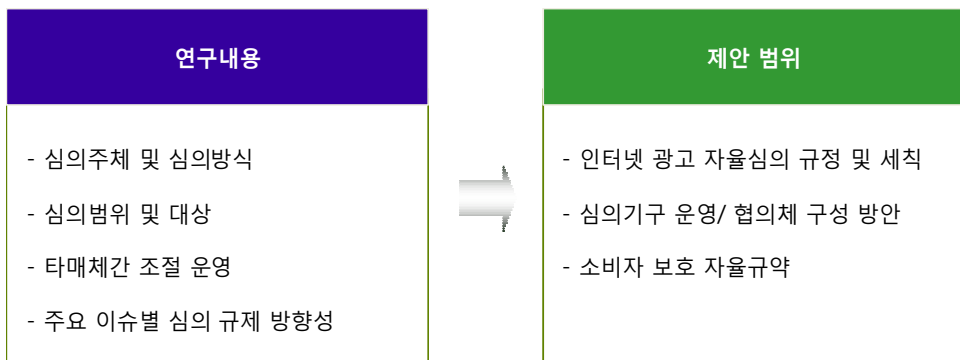 연구내용
- 심의주체 및 심의방식
- 심의범위 및 대상
- 타매체간 조절 운영
- 주요 이슈별 심의 규제 방향성
제안 범위
- 인터넷 광고 자율심의 규정 및 세칙
- 심의기구 운영/ 협의체 구성 방안
- 소비자 보호 자율규약